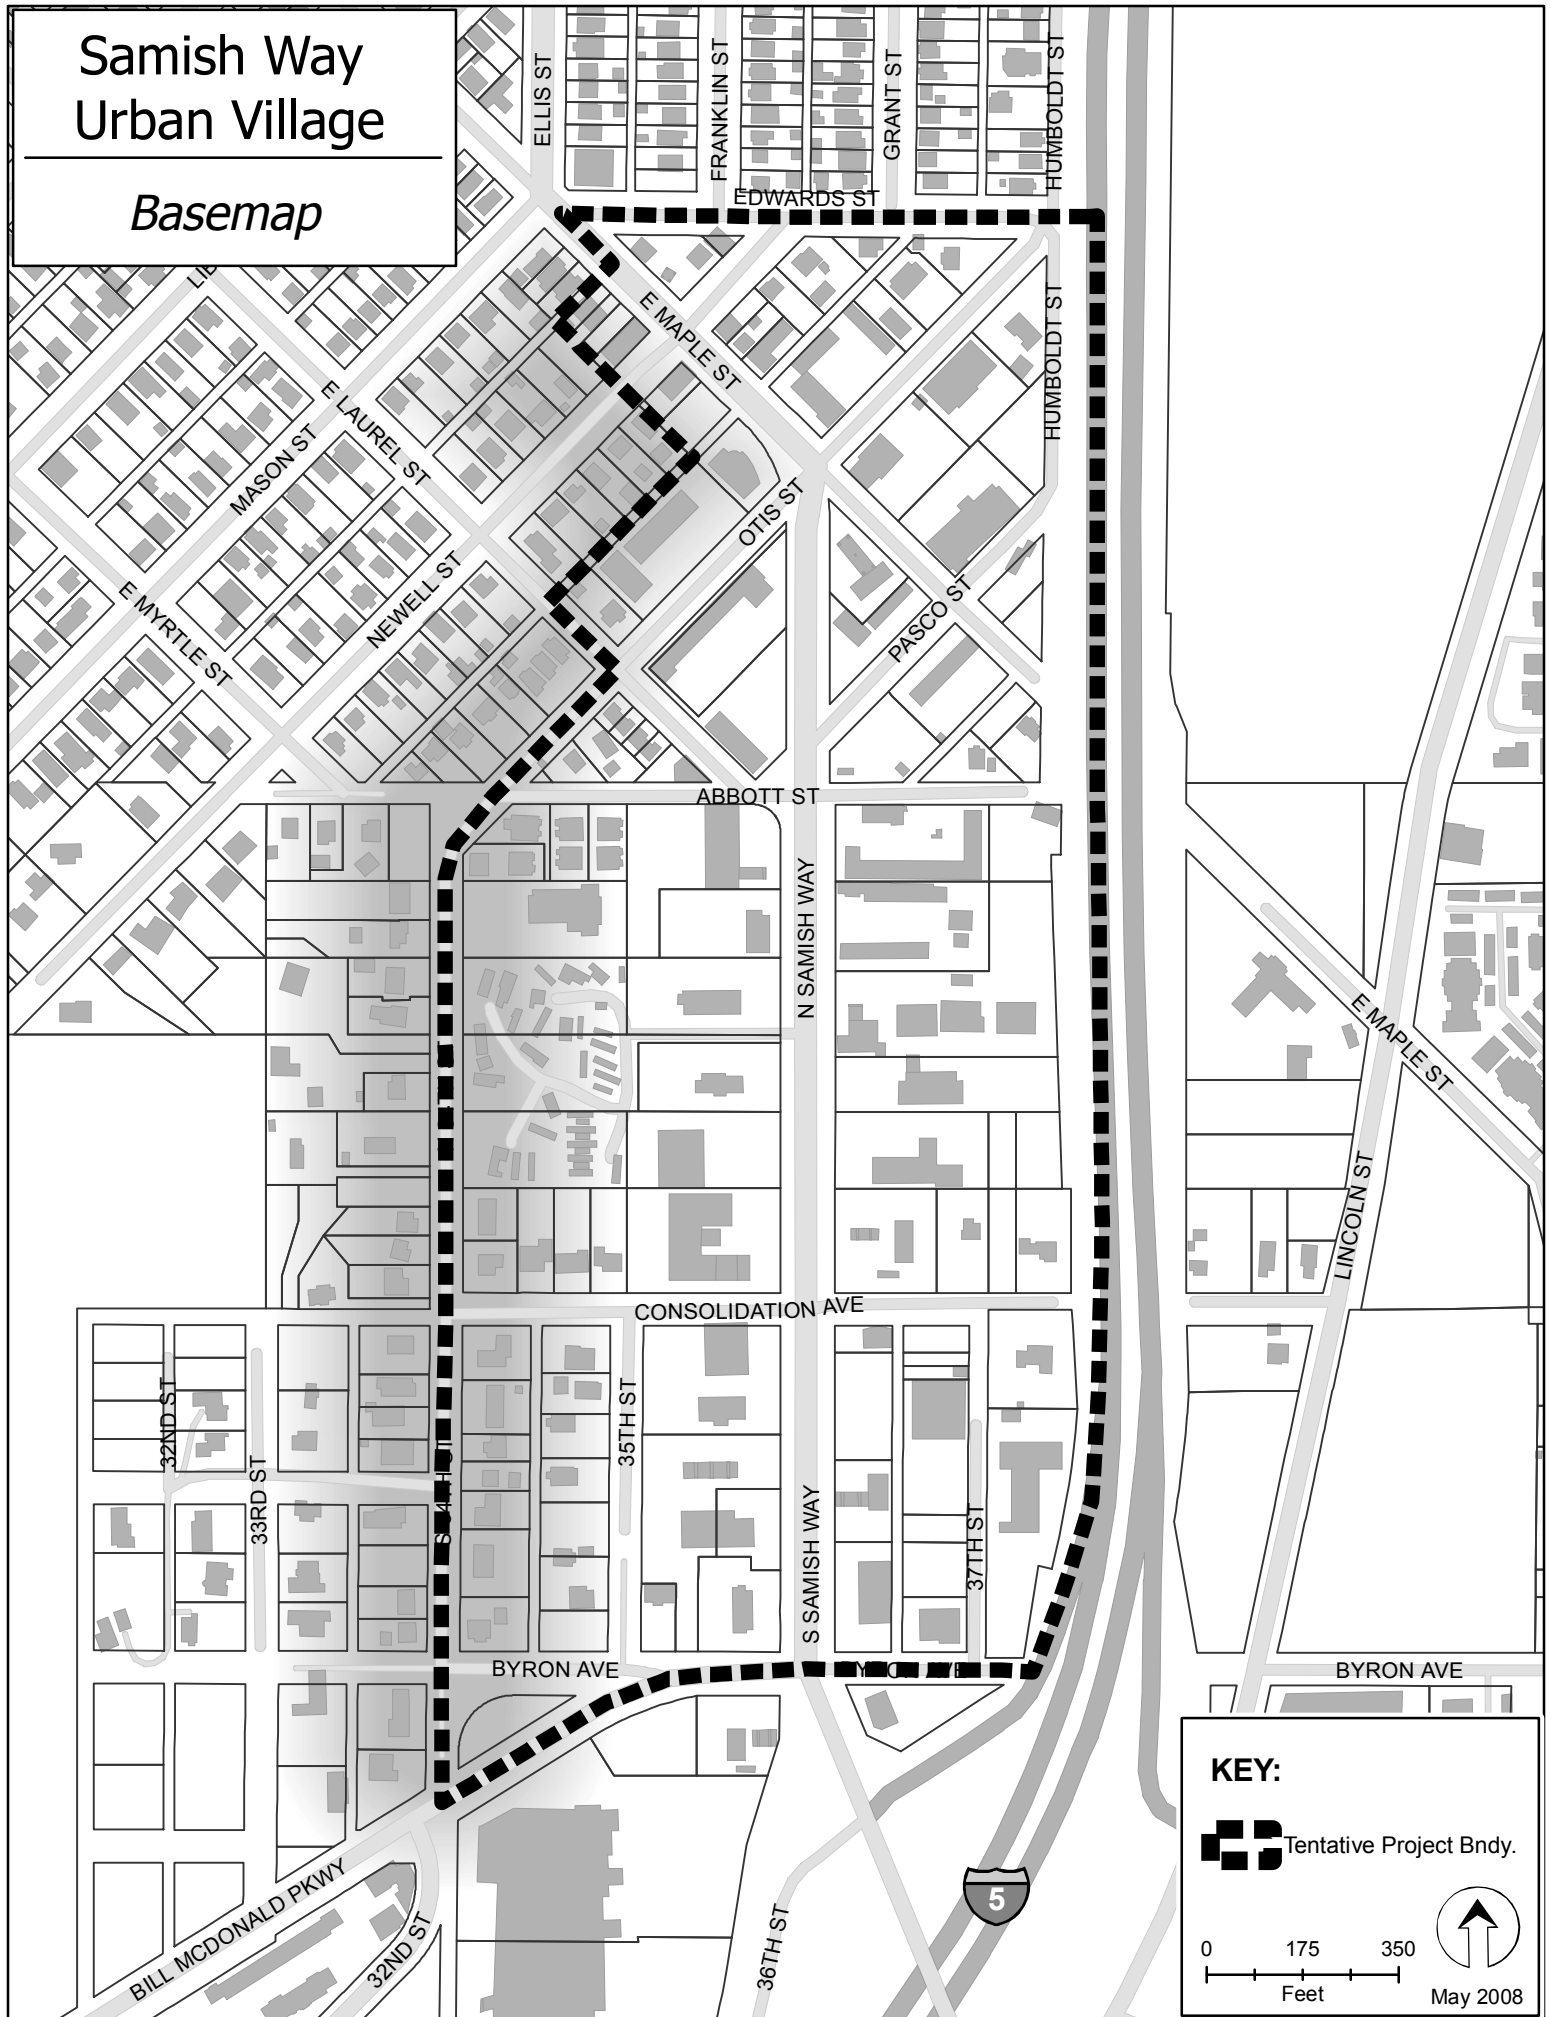 Samish Way
Urban Village
Basemap
ELLIS ST
FRANKLIN ST
GRANT ST
HUMBOLDT ST
EDWARDS ST
E MAPLE ST
HUMBOLDT ST
E LAUREL ST
MASON ST
OTIS ST
NEWELL ST
E MYRTLE ST
PASCO ST
ABBOTT ST
N SAMISH WAY
E MAPLE ST
LINCOLN ST
CONSOLIDATION AVE
32ND ST
33RD ST
35TH ST
S SAMISH WAY
37TH ST
BYRON AVE
BYRON AVE
BYRON AVE
BILL MCDONALD PKWY
32ND ST
36TH ST
5
KEY:
Tentative Project Bndy.
0 175 350
Feet
May 2008